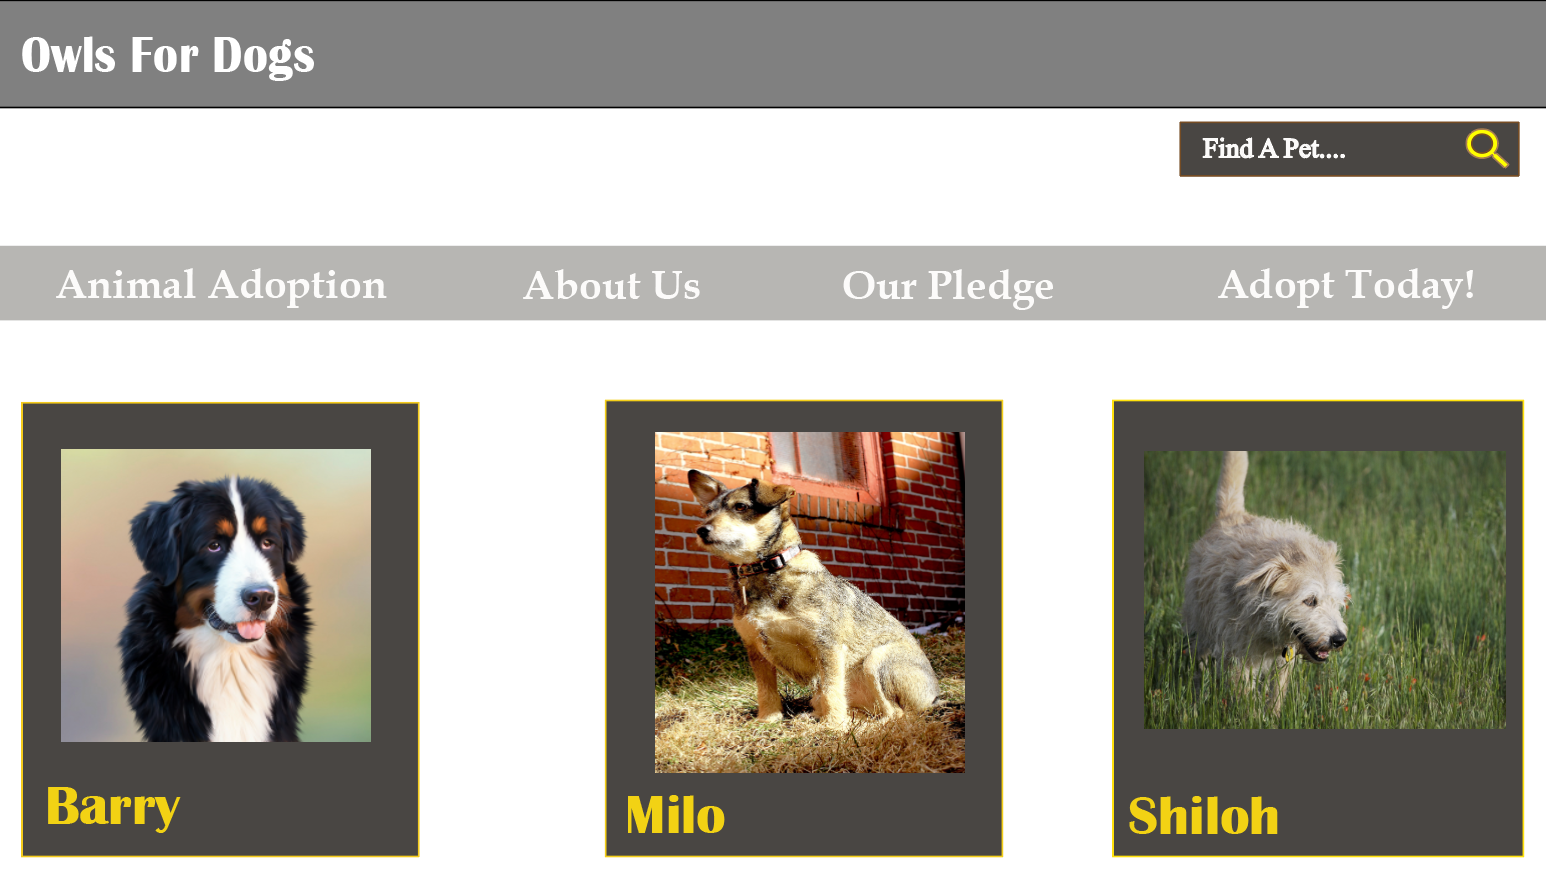 Owls For Dogs
Find A Pet....
Animal Adoption
About Us
Our Pledge
Adopt Today!
Barry
Milo
Shiloh